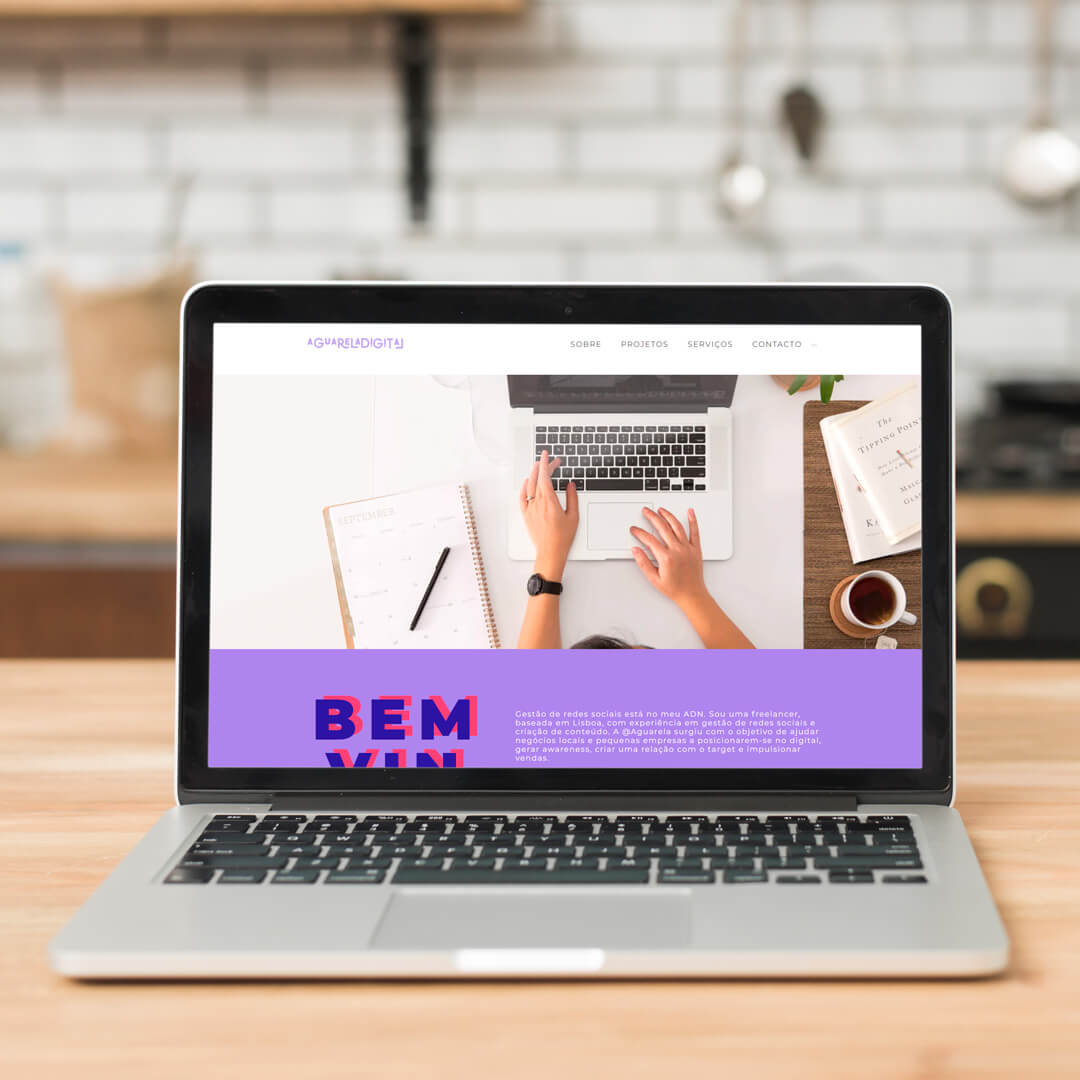 AGUARELADIGITAL
SOBRE PROJETOS SERVIÇOS CONTACTO
The
TIPPING POIN
SEPTEMBER
BEM
VIN
Gestão de redes sociais está no meu ADN. Sou uma freelancer,
baseada em Lisboa, com experiência em gestão de redes sociais e
criação de conteúdo. A @Aguarela surgiu com o objetivo de ajudar
negócios locais e pequenas empresas a posicionarem-se no digital,
gerar awareness, criar uma relação com o target e impulsionar
vendas.
delete